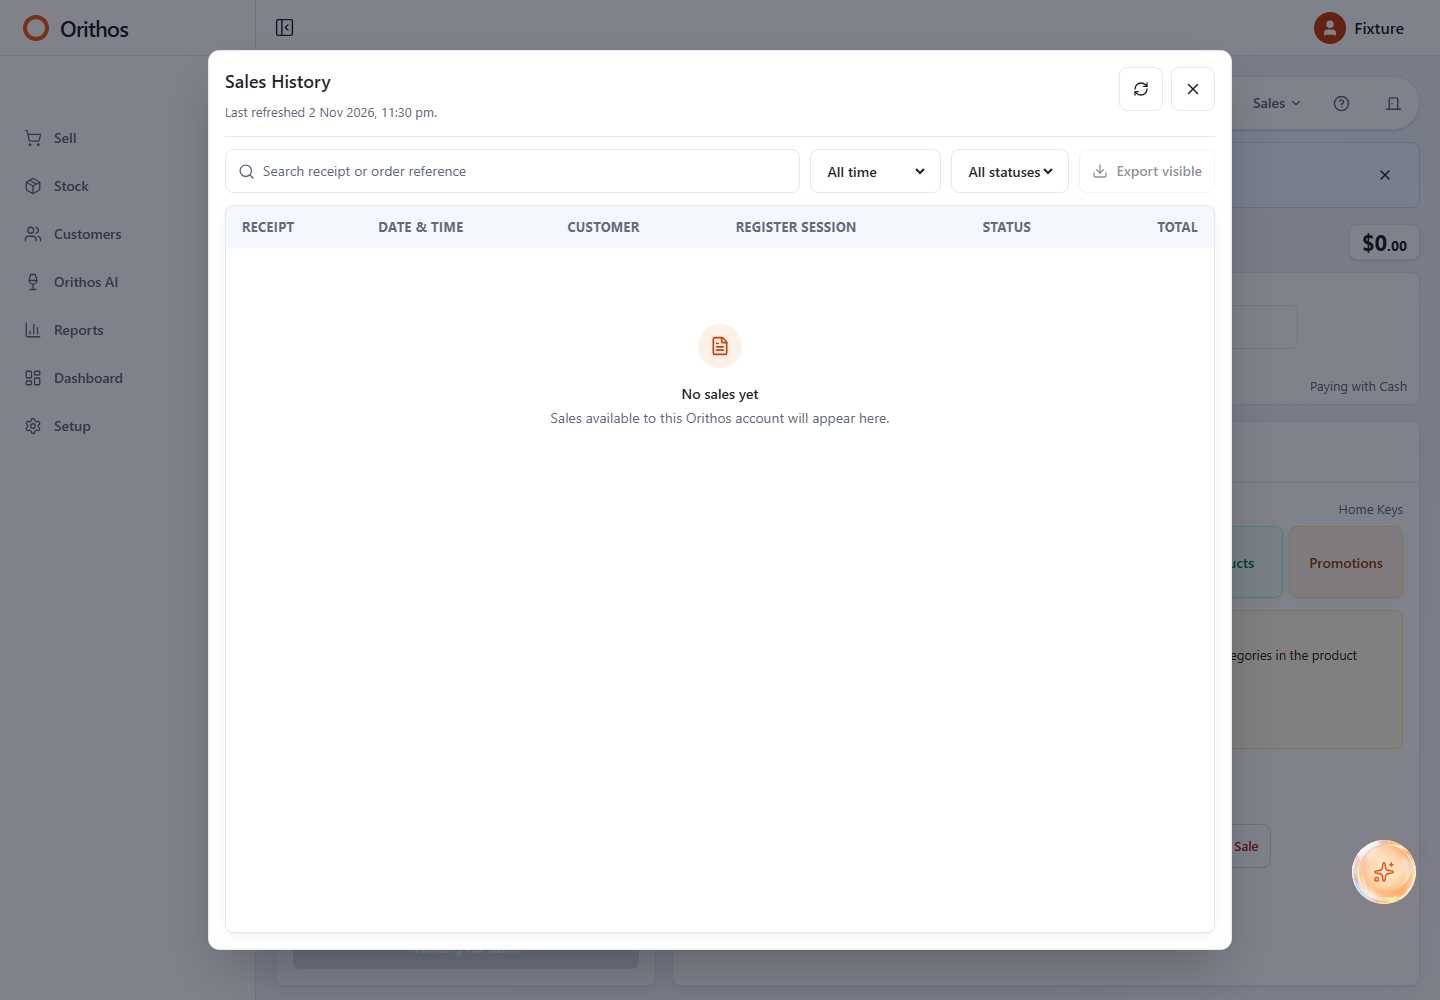 Orithos
Fixture
Sales History
Last refreshed 2 Nov 2026, 11:30 pm.
Sales
Search receipt or order reference
All time
All statuses
Export visible
RECEIPT
DATE & TIME
CUSTOMER
REGISTER SESSION
STATUS
TOTAL
Sell
Stock
Customers
Orithos AI
Reports
Dashboard
Setup
$0.00
No sales yet
Sales available to this Orithos account will appear here.
Paying with Cash
Home Keys
Promotions
in the product
Sale